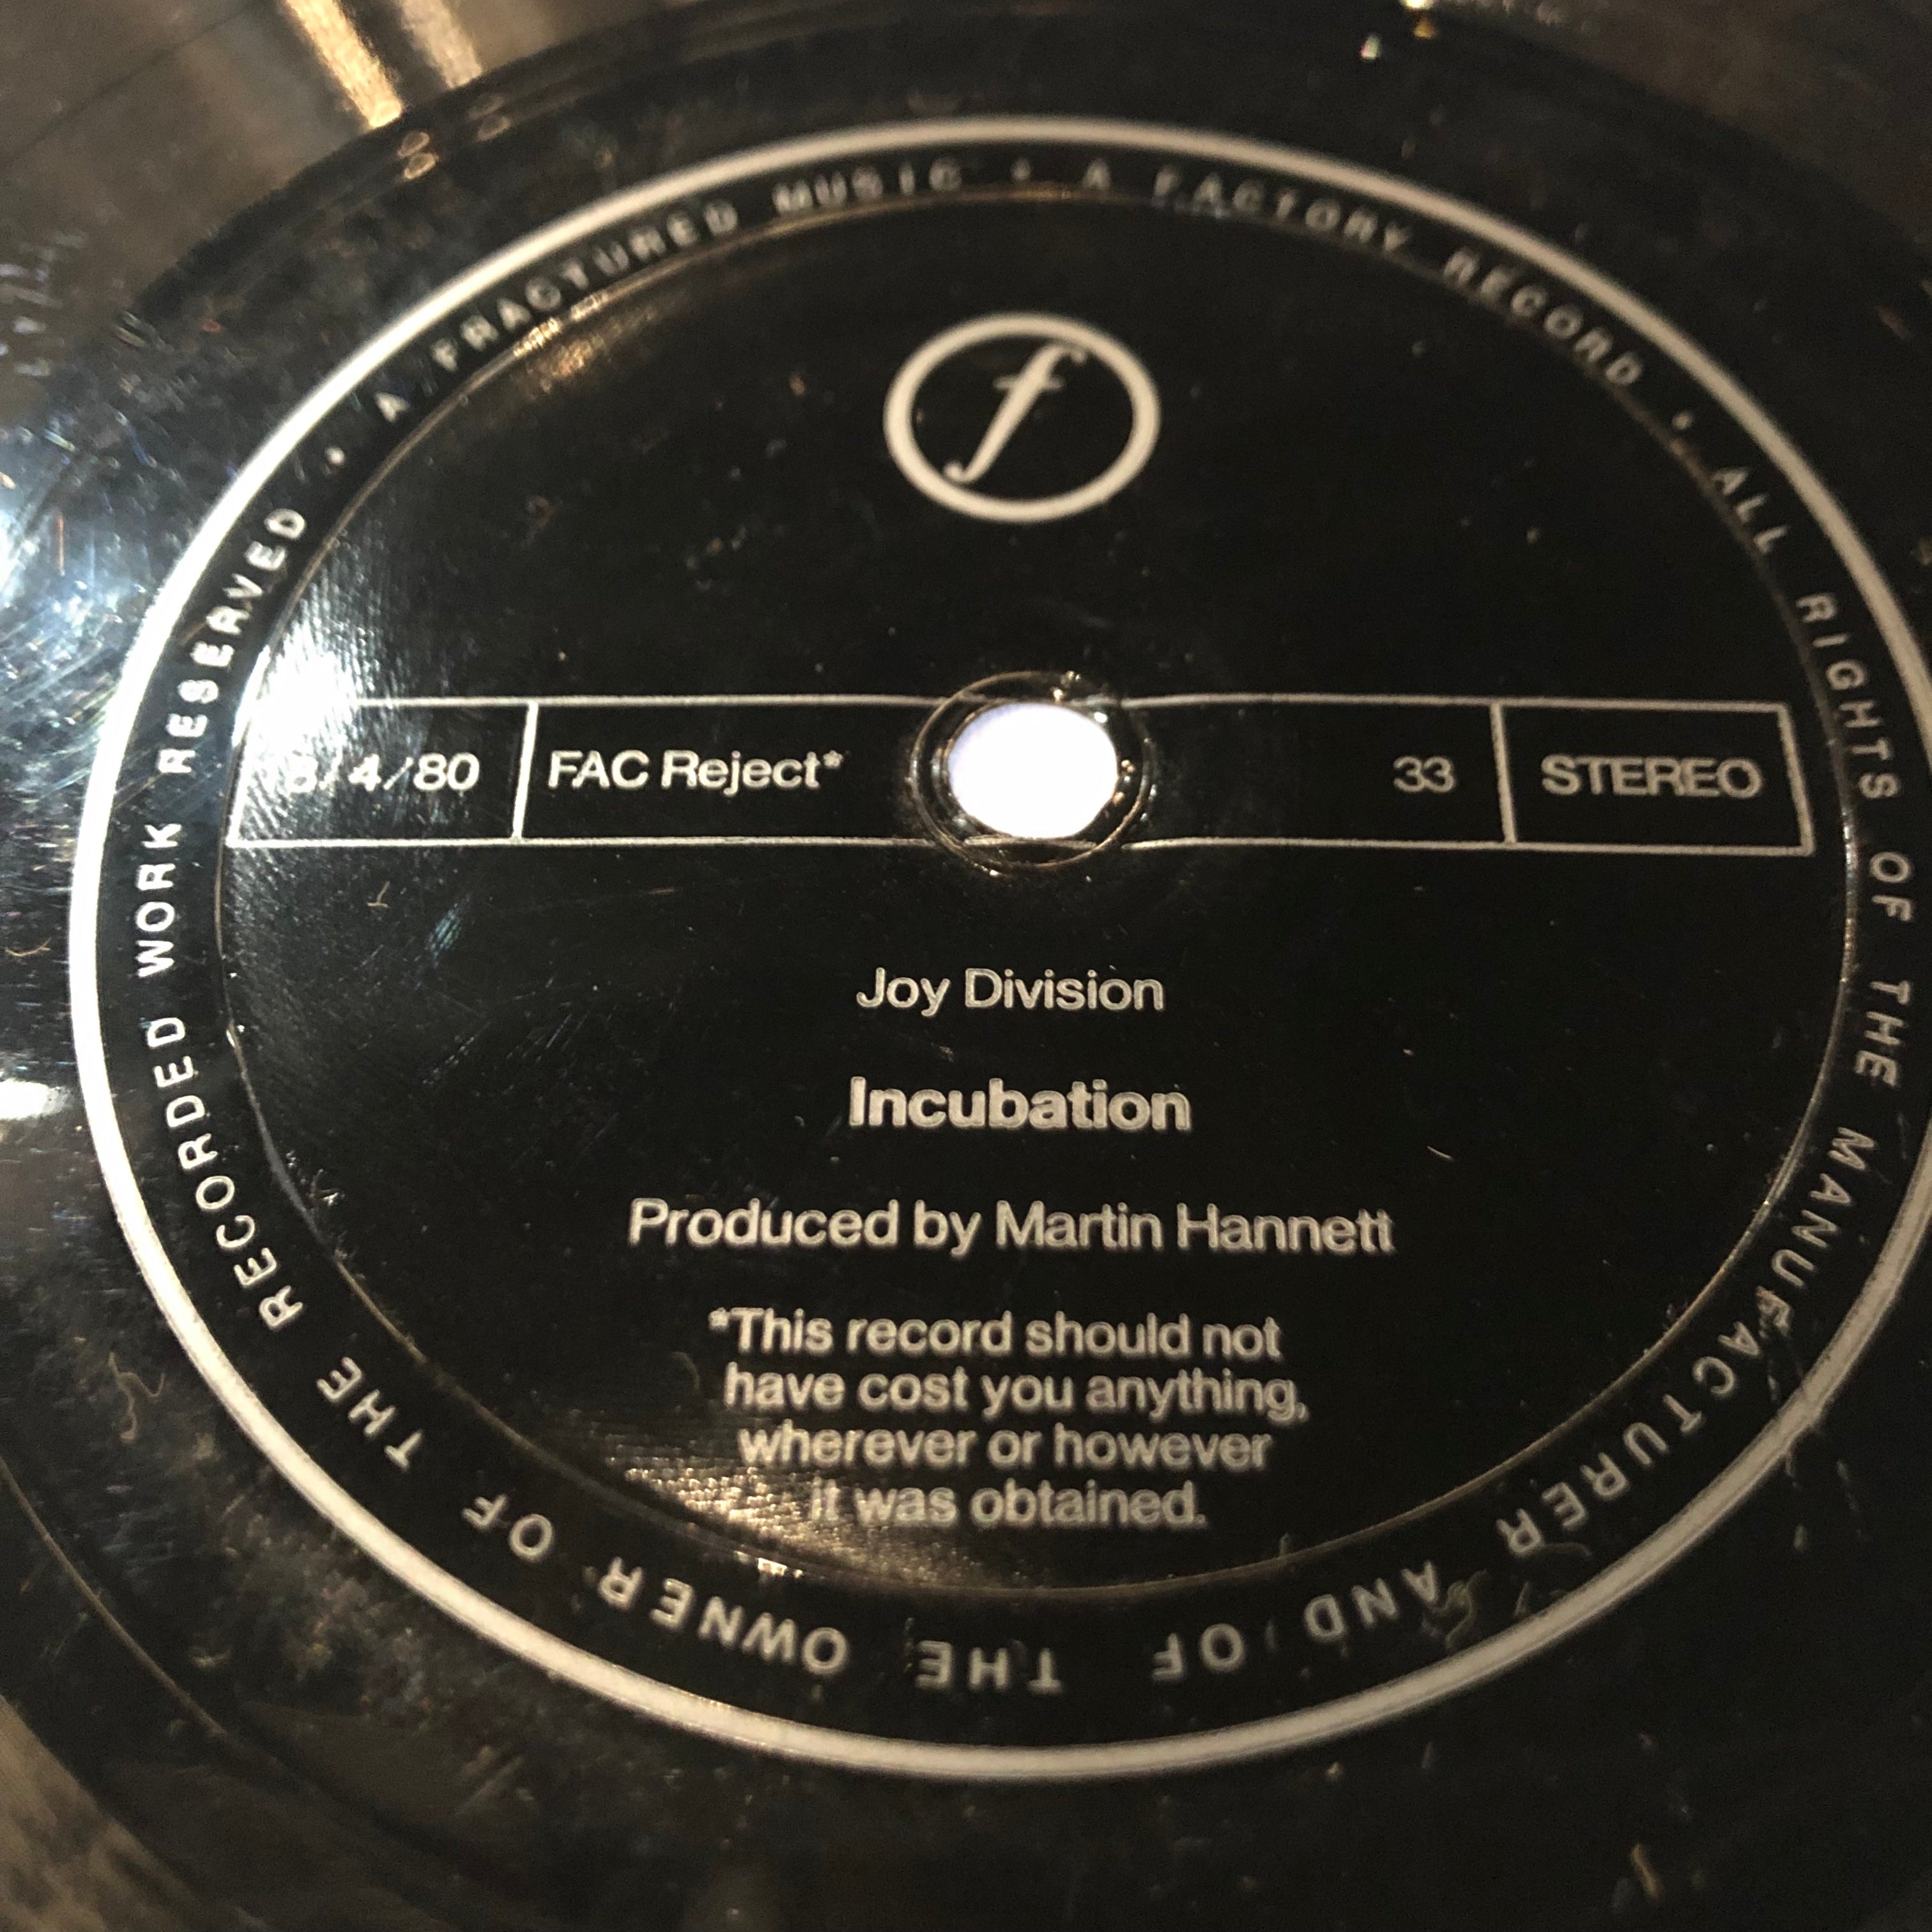 A FRACTURED MUSIC • A FACTORY RECORD • ALL RIGHTS OF THE MANUFACTURER AND OF THE OWNER OF THE RECORDED WORK RESERVED •
f
/4/80 FAC Reject* 33 STEREO
Joy Division
Incubation
Produced by Martin Hannett
*This record should not
have cost you anything,
wherever or however
it was obtained.